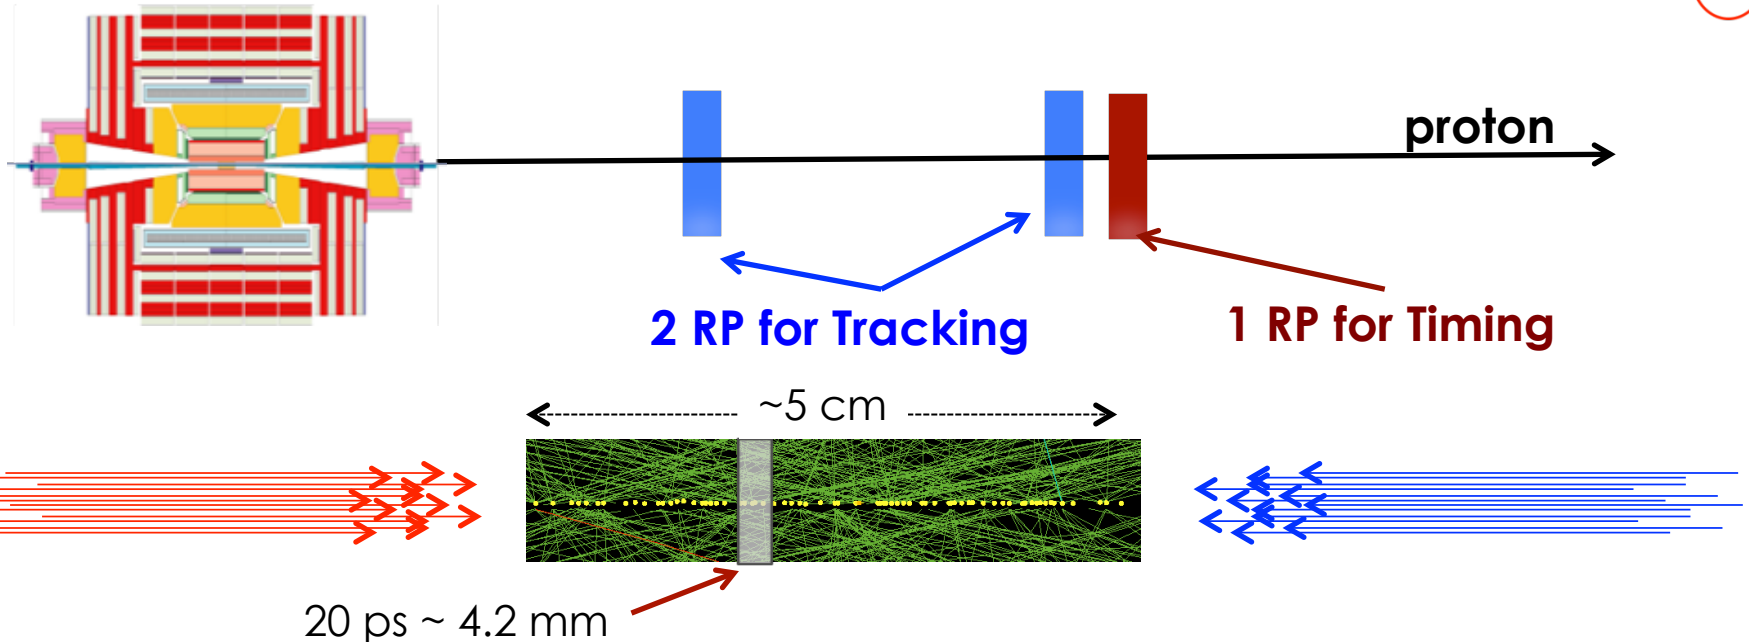 proton
2 RP for Tracking
1 RP for Timing
~5 cm
20 ps ~ 4.2 mm